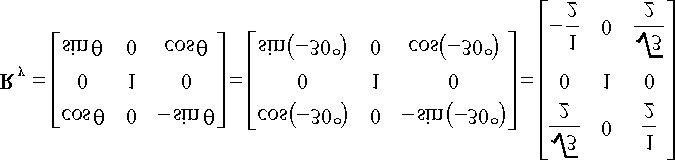 R_y = [cosθ 0 −sinθ; 0 1 0; sinθ 0 cosθ] = [cos(−30°) 0 −sin(−30°); 0 1 0; sin(−30°) 0 cos(−30°)] = [√3/2 0 1/2; 0 1 0; −1/2 0 √3/2]